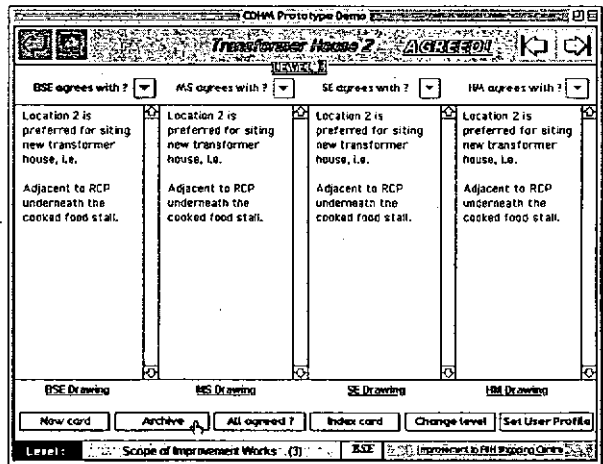 CDHM Prototype Demo
Transformer House 2 - AGREED!
LEVEL 3
BSE agrees with ?
MS agrees with ?
SE agrees with ?
HM agrees with ?
Location 2 is
preferred for siting
new transformer
house, i.e.
Adjacent to RCP
underneath the
cooked food stall.
Location 2 is
preferred for siting
new transformer
house, i.e.
Adjacent to RCP
underneath the
cooked food stall.
Location 2 is
preferred for siting
new transformer
house, i.e.
Adjacent to RCP
underneath the
cooked food stall.
Location 2 is
preferred for siting
new transformer
house, i.e.
Adjacent to RCP
underneath the
cooked food stall.
BSE Drawing
MS Drawing
SE Drawing
HM Drawing
New card
Archive
All agreed ?
Index card
Change level
Set User Profile
Level :
Scope of Improvement Works (3)
BSE
Improvement to Shopping Centre